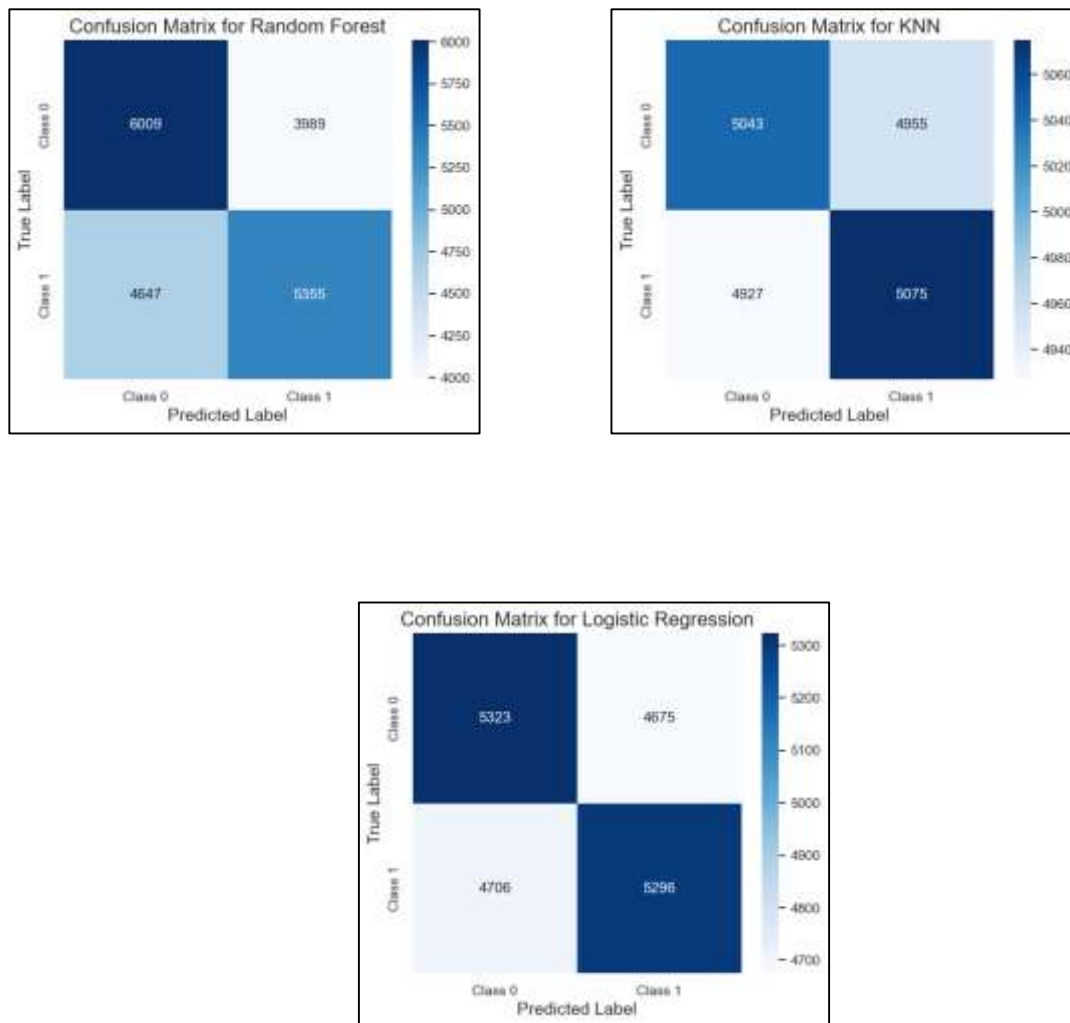 Confusion Matrix for Random Forest
6000
5750
5500
5250
5000
4750
4500
4250
4000
True Label
Class 0
Class 1
6009
3989
4647
5355
Class 0
Class 1
Predicted Label
Confusion Matrix for KNN
5060
5040
5020
5000
4980
4960
4940
True Label
Class 0
Class 1
5043
4955
4927
5075
Class 0
Class 1
Predicted Label
Confusion Matrix for Logistic Regression
5300
5200
5100
5000
4900
4800
4700
True Label
Class 0
Class 1
5323
4675
4706
5296
Class 0
Class 1
Predicted Label